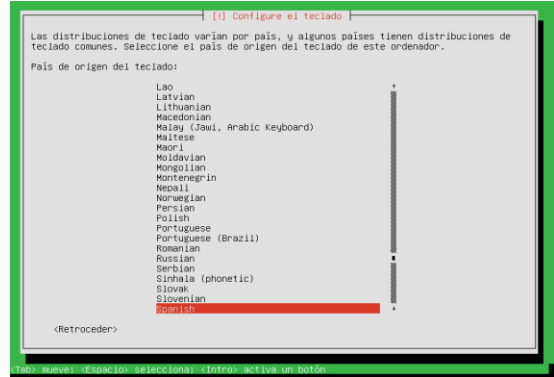 [!] Configure el teclado
Las distribuciones de teclado varían por país, y algunos países tienen distribuciones de
teclado comunes. Seleccione el país de origen del teclado de este ordenador.
País de origen del teclado:
Lao
Latvian
Lithuanian
Macedonian
Malay (Jawi, Arabic Keyboard)
Maltese
Maori
Moldavian
Mongolian
Montenegrin
Nepali
Norwegian
Persian
Polish
Portuguese
Portuguese (Brazil)
Romanian
Russian
Serbian
Sinhala (phonetic)
Slovak
Slovenian
Spanish
<Retroceder>
<Tab> mueve; <Espacio> selecciona; <Intro> activa un botón